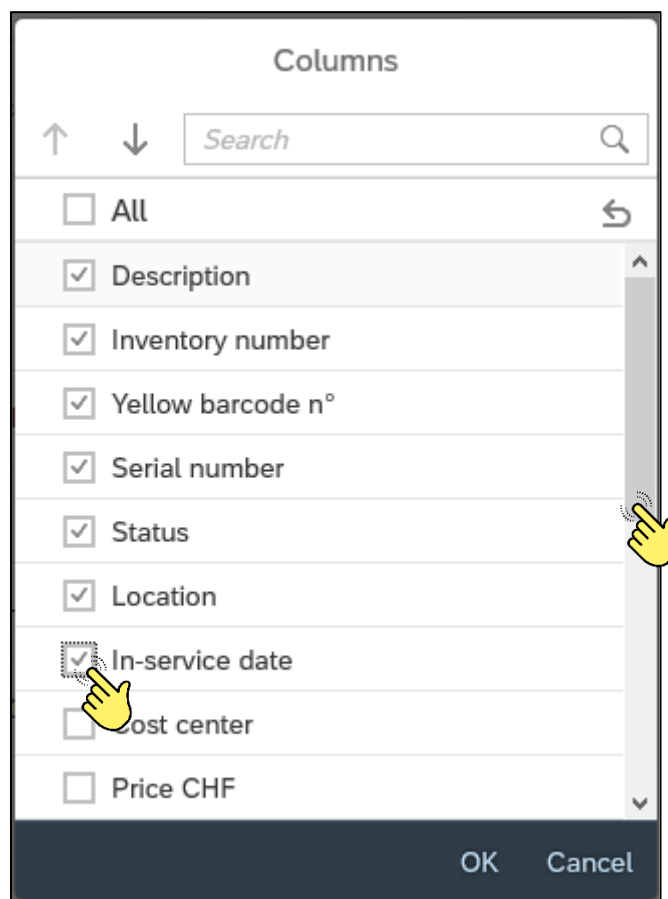 Columns
Search
All
Description
Inventory number
Yellow barcode n°
Serial number
Status
Location
In-service date
Cost center
Price CHF
OK Cancel